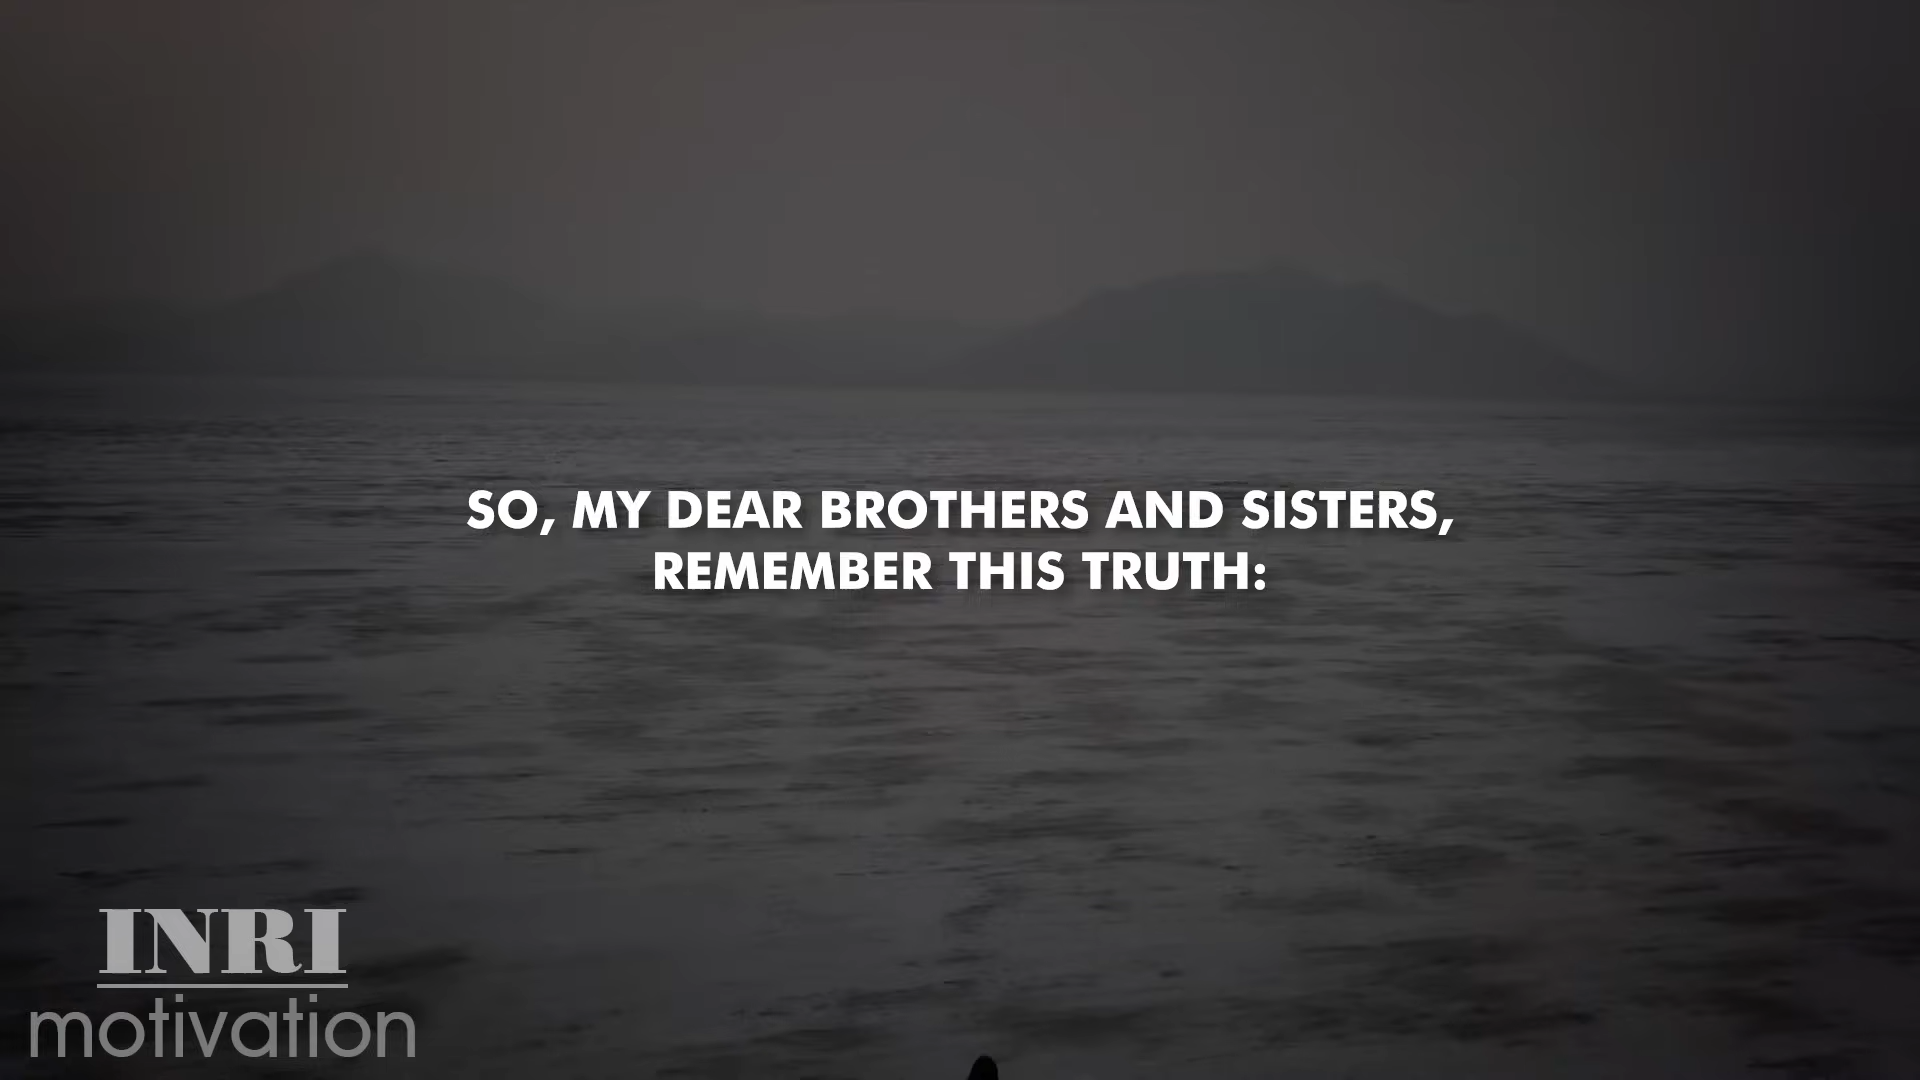 SO, MY DEAR BROTHERS AND SISTERS,
REMEMBER THIS TRUTH:
INRI
motivation